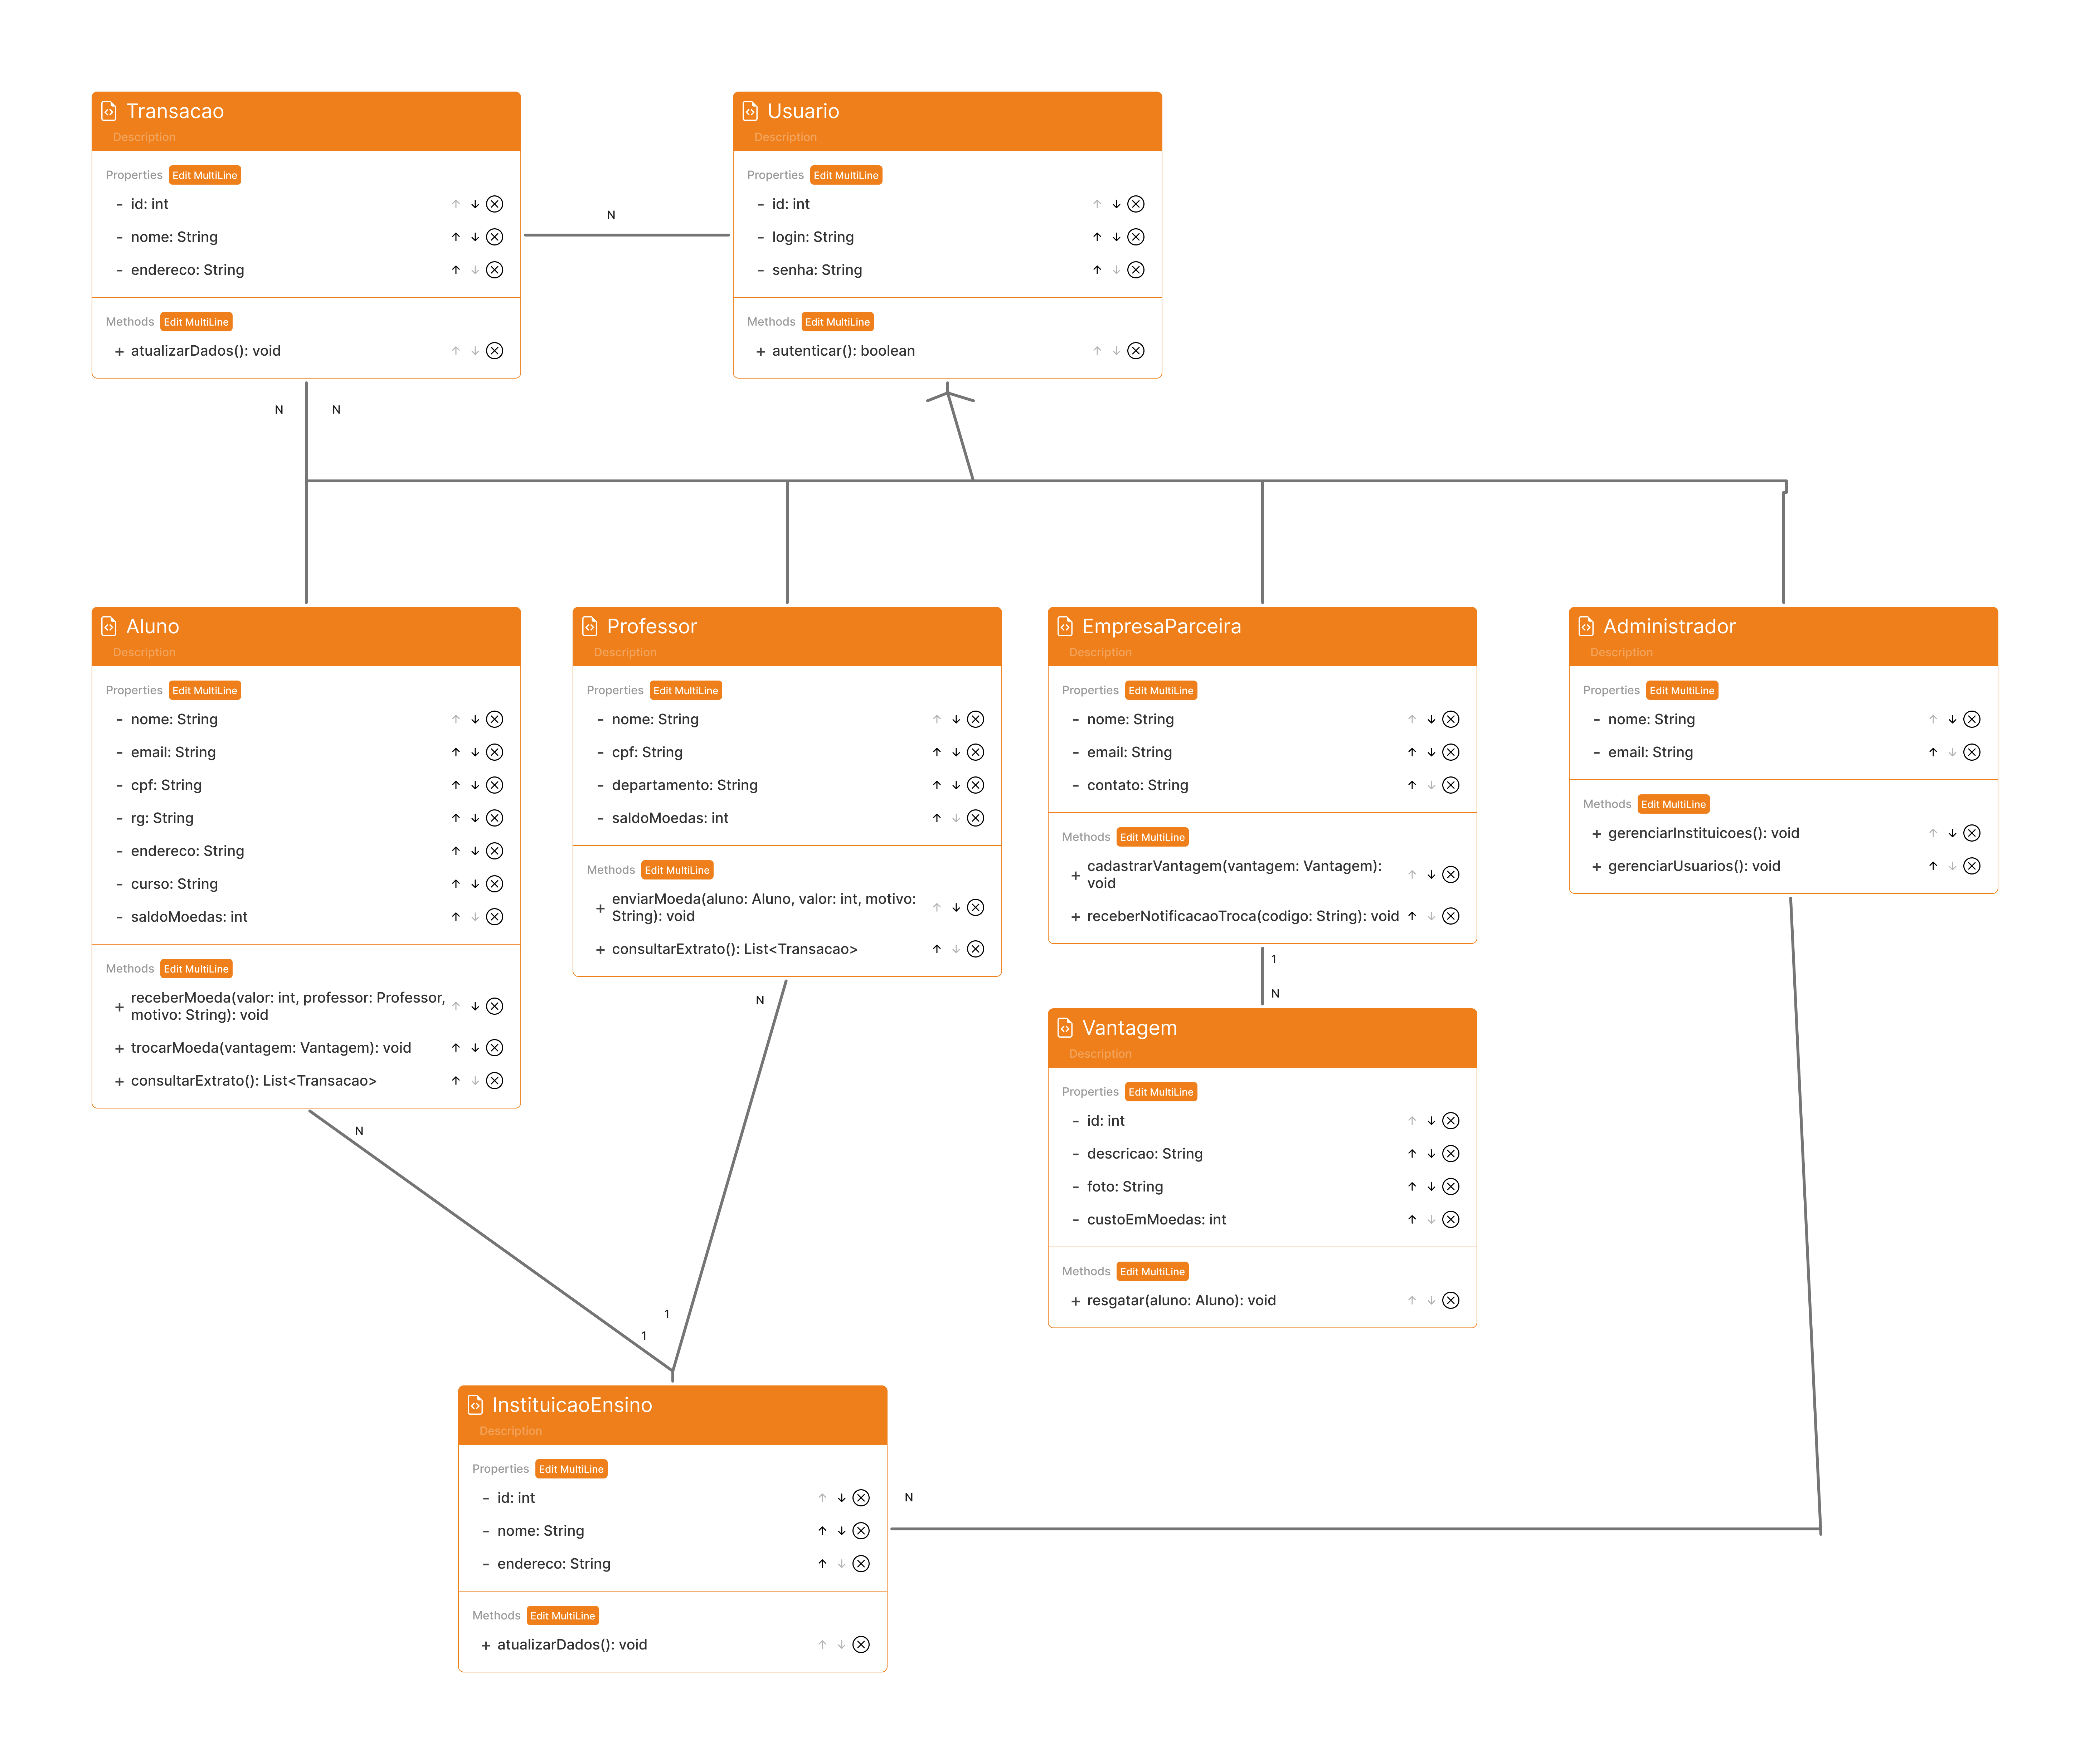 Transacao
Description
Properties Edit MultiLine
- id: int
- nome: String
- endereco: String
Methods Edit MultiLine
+ atualizarDados(): void
N
Usuario
Description
Properties Edit MultiLine
- id: int
- login: String
- senha: String
Methods Edit MultiLine
+ autenticar(): boolean
N N
Aluno
Description
Properties Edit MultiLine
- nome: String
- email: String
- cpf: String
- rg: String
- endereco: String
- curso: String
- saldoMoedas: int
Methods Edit MultiLine
+ receberMoeda(valor: int, professor: Professor,
motivo: String): void
+ trocarMoeda(vantagem: Vantagem): void
+ consultarExtrato(): List<Transacao>
N
Professor
Description
Properties Edit MultiLine
- nome: String
- cpf: String
- departamento: String
- saldoMoedas: int
Methods Edit MultiLine
+ enviarMoeda(aluno: Aluno, valor: int, motivo:
String): void
+ consultarExtrato(): List<Transacao>
N
EmpresaParceira
Description
Properties Edit MultiLine
- nome: String
- email: String
- contato: String
Methods Edit MultiLine
+ cadastrarVantagem(vantagem: Vantagem):
void
+ receberNotificacaoTroca(codigo: String): void
1
N
Administrador
Description
Properties Edit MultiLine
- nome: String
- email: String
Methods Edit MultiLine
+ gerenciarInstituicoes(): void
+ gerenciarUsuarios(): void
Vantagem
Description
Properties Edit MultiLine
- id: int
- descricao: String
- foto: String
- custoEmMoedas: int
Methods Edit MultiLine
+ resgatar(aluno: Aluno): void
1
1
InstituicaoEnsino
Description
Properties Edit MultiLine
- id: int
- nome: String
- endereco: String
Methods Edit MultiLine
+ atualizarDados(): void
N